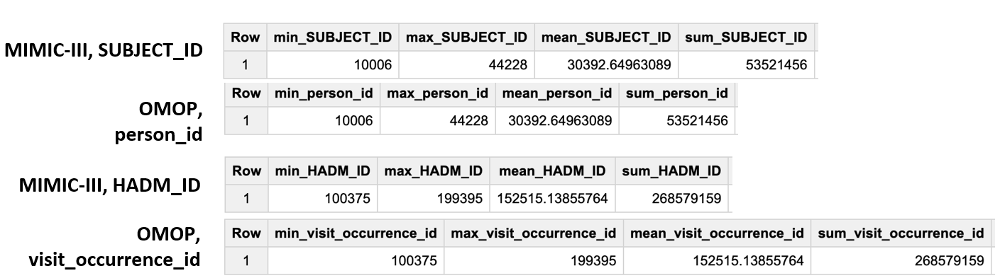 MIMIC-III, SUBJECT_ID
Row min_SUBJECT_ID max_SUBJECT_ID mean_SUBJECT_ID sum_SUBJECT_ID
1 10006 44228 30392.64963089 53521456
OMOP,
person_id
Row min_person_id max_person_id mean_person_id sum_person_id
1 10006 44228 30392.64963089 53521456
MIMIC-III, HADM_ID
Row min_HADM_ID max_HADM_ID mean_HADM_ID sum_HADM_ID
1 100375 199395 152515.13855764 268579159
OMOP,
visit_occurrence_id
Row min_visit_occurrence_id max_visit_occurrence_id mean_visit_occurrence_id sum_visit_occurrence_id
1 100375 199395 152515.13855764 268579159